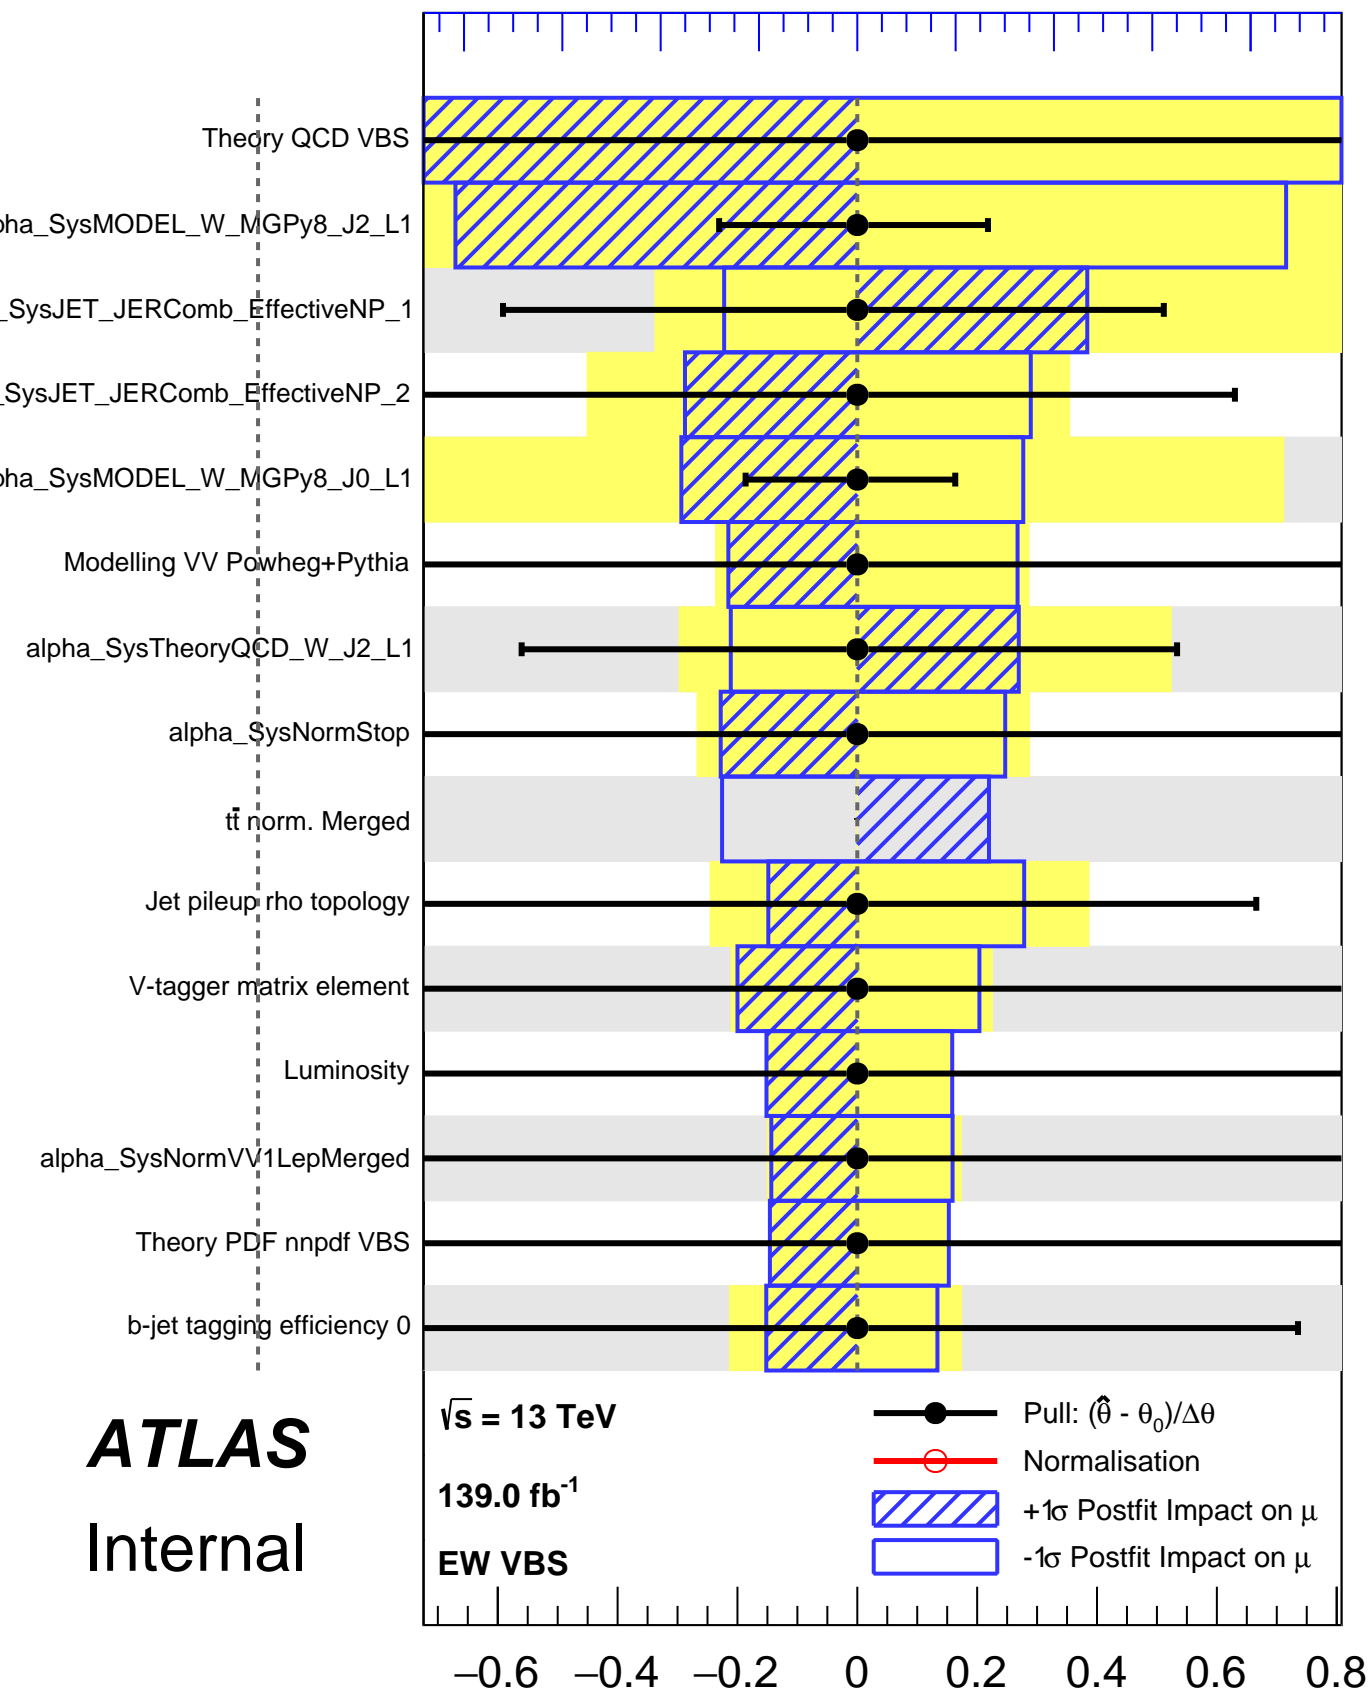 Theory QCD VBS
pha_SysMODEL_W_MGPy8_J2_L1
_SysJET_JERComb_EffectiveNP_1
_SysJET_JERComb_EffectiveNP_2
pha_SysMODEL_W_MGPy8_J0_L1
Modelling VV Powheg+Pythia
alpha_SysTheoryQCD_W_J2_L1
alpha_SysNormStop
tt̄ norm. Merged
Jet pileup rho topology
V-tagger matrix element
Luminosity
alpha_SysNormVV1LepMerged
Theory PDF nnpdf VBS
b-jet tagging efficiency 0
ATLAS
Internal
√s = 13 TeV
139.0 fb⁻¹
EW VBS
Pull: (θ̂ - θ₀)/Δθ
Normalisation
+1σ Postfit Impact on μ
-1σ Postfit Impact on μ
−0.6 −0.4 −0.2 0 0.2 0.4 0.6 0.8